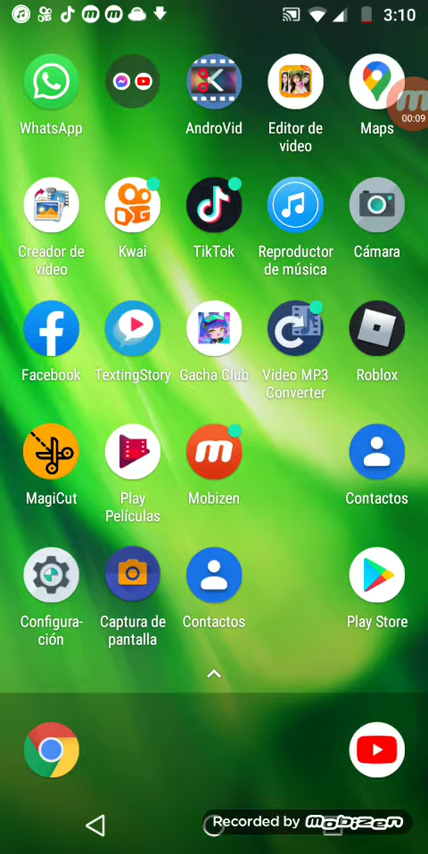 3:10
00:09
WhatsApp
AndroVid
Editor de
video
Maps
Creador de
video
Kwai
TikTok
Reproductor
de música
Cámara
Facebook
TextingStory
Gacha Club
Video MP3
Converter
Roblox
MagiCut
Play
Películas
Mobizen
Contactos
Configura-
ción
Captura de
pantalla
Contactos
Play Store
Recorded by mobizen